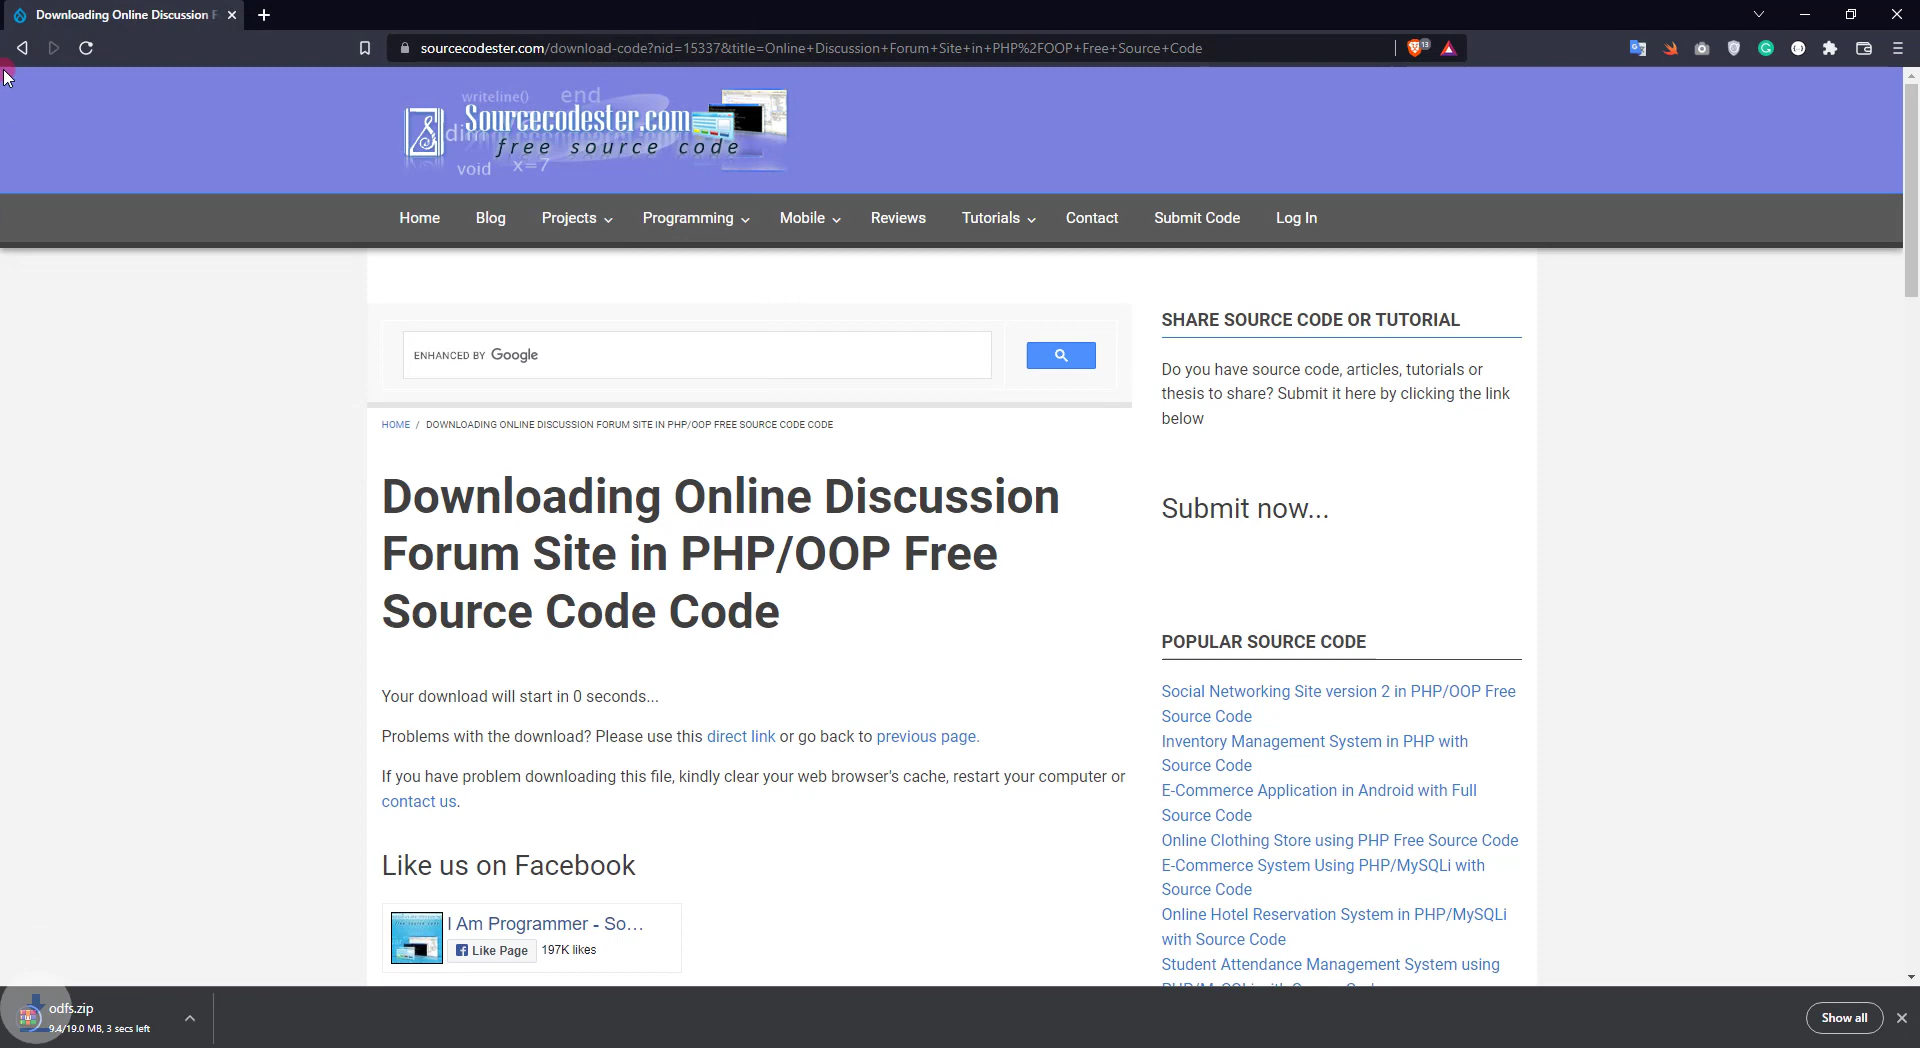 Downloading Online Discussion F
sourcecodester.com/download-code?nid=15337&title=Online+Discussion+Forum+Site+in+PHP%2FOOP+Free+Source+Code
13
writeline() end
Sourcecodester.com
dim
free source code
void x=7
Home Blog Projects Programming Mobile Reviews Tutorials Contact Submit Code Log In
ENHANCED BY Google
HOME / DOWNLOADING ONLINE DISCUSSION FORUM SITE IN PHP/OOP FREE SOURCE CODE CODE
Downloading Online Discussion
Forum Site in PHP/OOP Free
Source Code Code
Your download will start in 0 seconds...
Problems with the download? Please use this direct link or go back to previous page.
If you have problem downloading this file, kindly clear your web browser's cache, restart your computer or
contact us.
Like us on Facebook
I Am Programmer - So...
Like Page 197K likes
SHARE SOURCE CODE OR TUTORIAL
Do you have source code, articles, tutorials or
thesis to share? Submit it here by clicking the link
below
Submit now...
POPULAR SOURCE CODE
Social Networking Site version 2 in PHP/OOP Free
Source Code
Inventory Management System in PHP with
Source Code
E-Commerce Application in Android with Full
Source Code
Online Clothing Store using PHP Free Source Code
E-Commerce System Using PHP/MySQLi with
Source Code
Online Hotel Reservation System in PHP/MySQLi
with Source Code
Student Attendance Management System using
odfs.zip
9.4/19.0 MB, 3 secs left
Show all